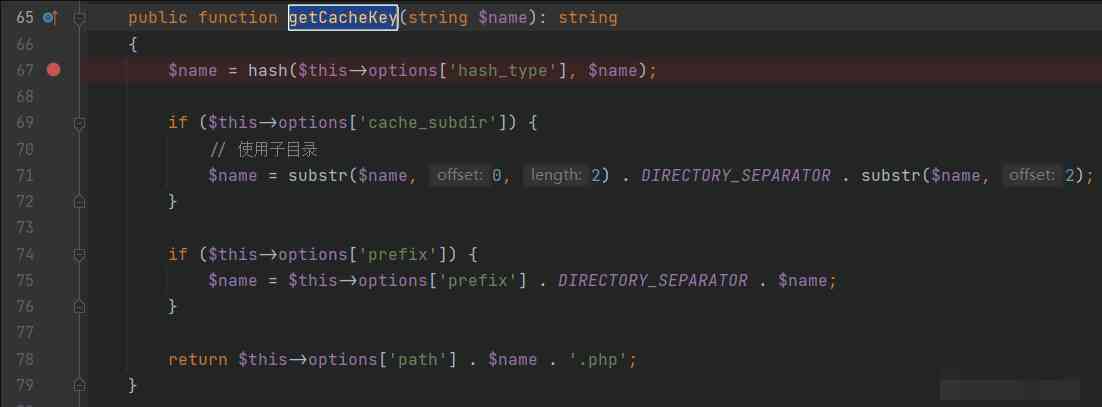 65 public function getCacheKey(string $name): string
66 {
67 $name = hash($this->options['hash_type'], $name);
68
69 if ($this->options['cache_subdir']) {
70 // 使用子目录
71 $name = substr($name, offset: 0, length: 2) . DIRECTORY_SEPARATOR . substr($name, offset: 2);
72 }
73
74 if ($this->options['prefix']) {
75 $name = $this->options['prefix'] . DIRECTORY_SEPARATOR . $name;
76 }
77
78 return $this->options['path'] . $name . '.php';
79 }